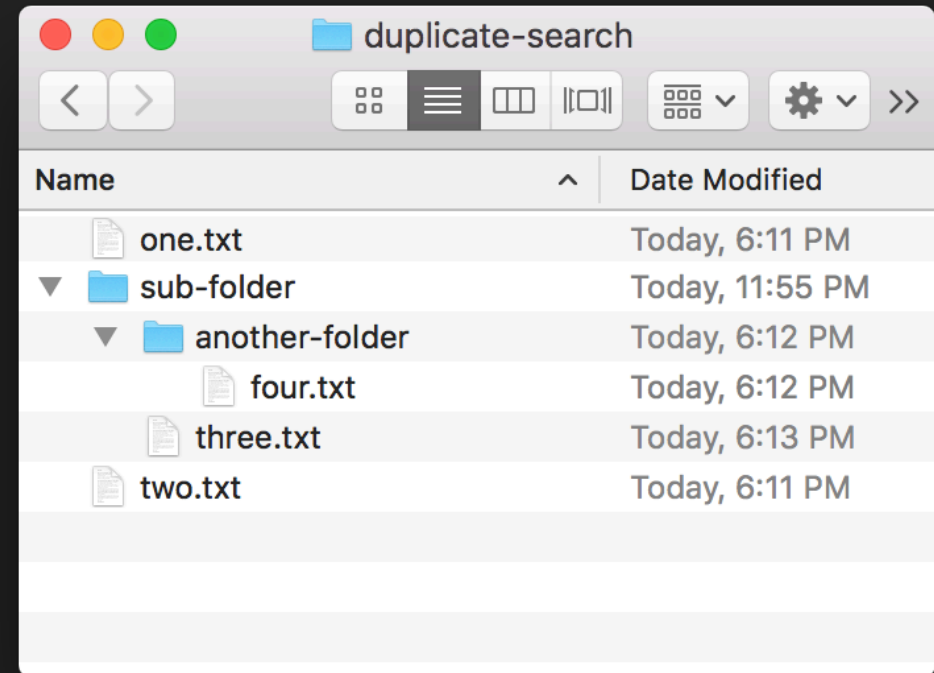 duplicate-search
Name Date Modified
one.txt Today, 6:11 PM
sub-folder Today, 11:55 PM
another-folder Today, 6:12 PM
four.txt Today, 6:12 PM
three.txt Today, 6:13 PM
two.txt Today, 6:11 PM